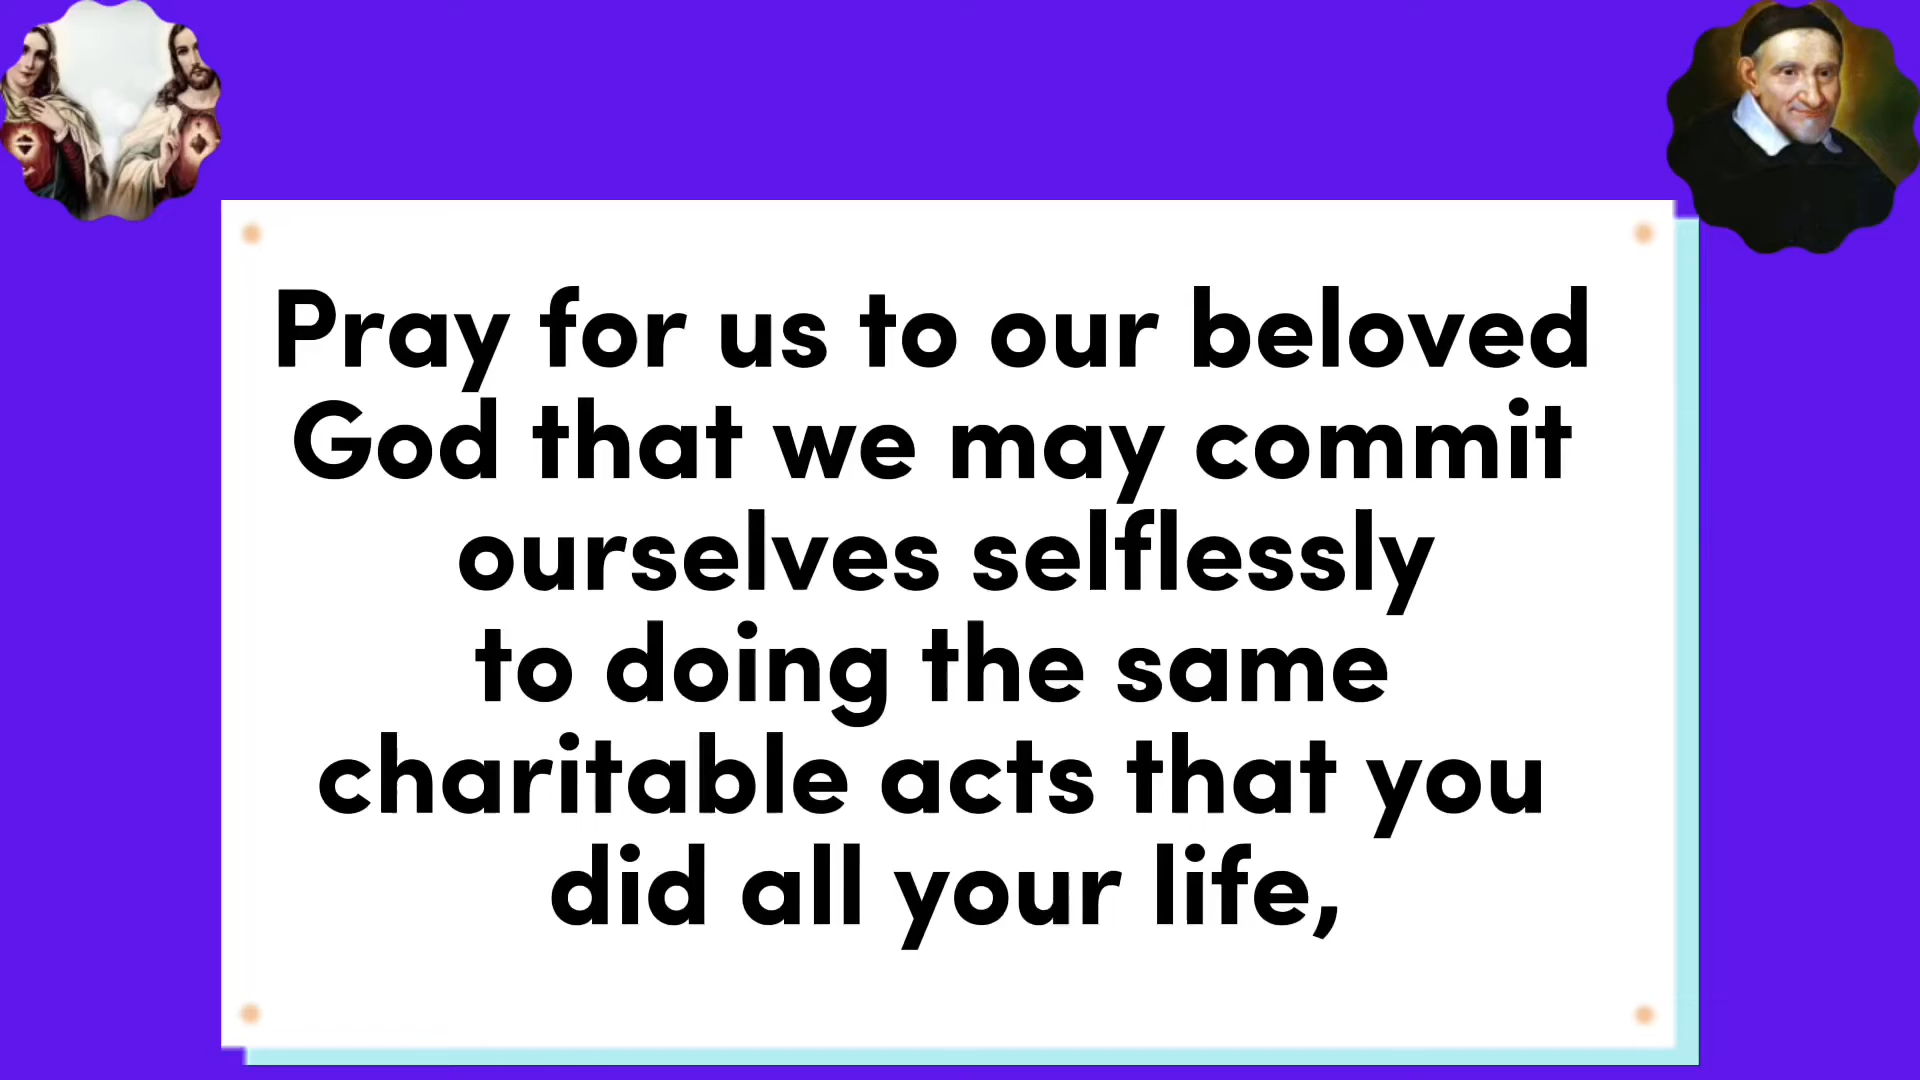 Pray for us to our beloved
God that we may commit
ourselves selflessly
to doing the same
charitable acts that you
did all your life,